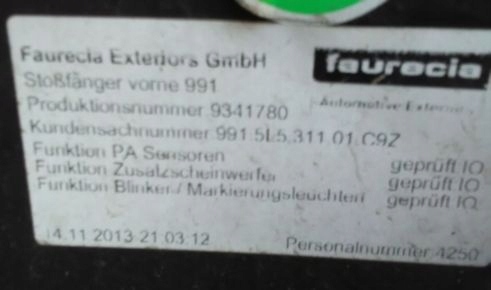 Faurecia Exteriors GmbH
faurecia
Stoßfänger vorne 991
Automotive Exteriors
Produktionsnummer 9341780
Kundensachnummer 991.5L5.311.01.C9Z
Funktion PA Sensoren geprüft IO
Funktion Zusatzscheinwerfer geprüft IO
Funktion Blinker / Markierungsleuchten geprüft IO
14.11.2013 21:03:12
Personalnummer 4250